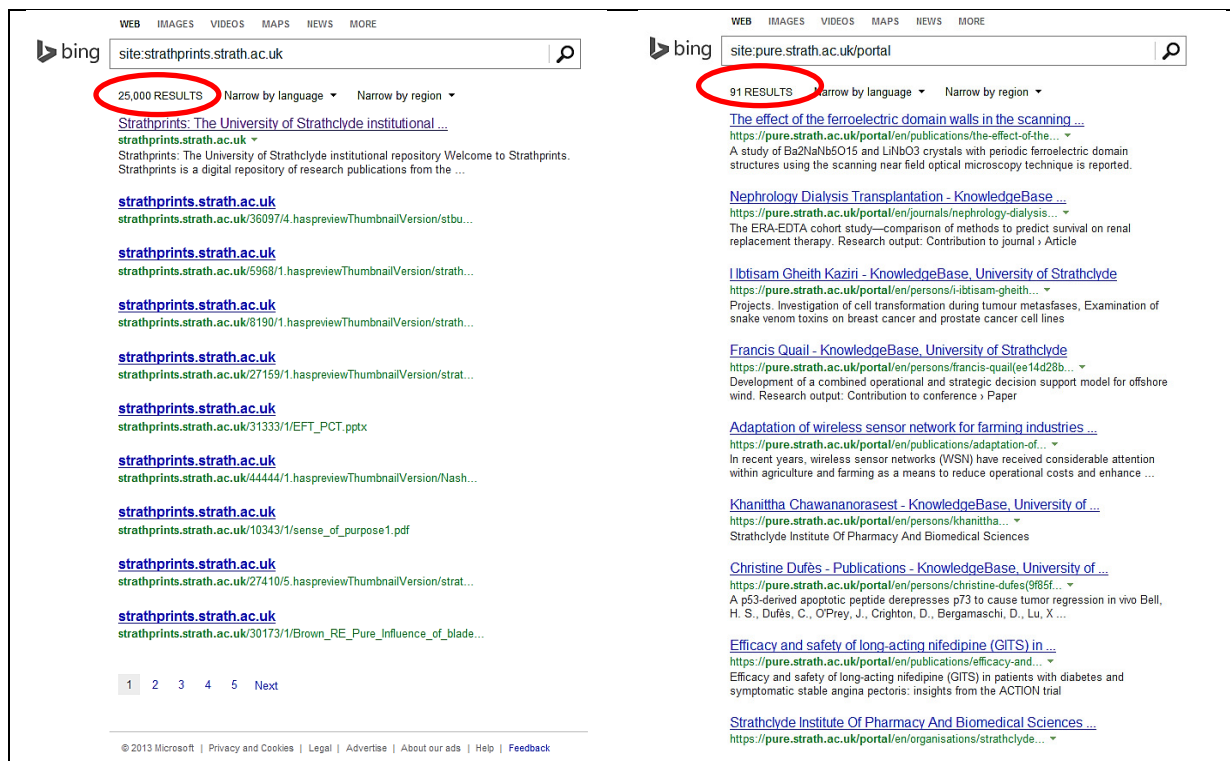 WEB IMAGES VIDEOS MAPS NEWS MORE
bing site:strathprints.strath.ac.uk
25,000 RESULTS Narrow by language Narrow by region
Strathprints: The University of Strathclyde institutional ...
strathprints.strath.ac.uk
Strathprints: The University of Strathclyde institutional repository Welcome to Strathprints.
Strathprints is a digital repository of research publications from the ...
strathprints.strath.ac.uk
strathprints.strath.ac.uk/36097/4.haspreviewThumbnailVersion/stbu...
strathprints.strath.ac.uk
strathprints.strath.ac.uk/5968/1.haspreviewThumbnailVersion/strath...
strathprints.strath.ac.uk
strathprints.strath.ac.uk/8190/1.haspreviewThumbnailVersion/strath...
strathprints.strath.ac.uk
strathprints.strath.ac.uk/27159/1.haspreviewThumbnailVersion/strat...
strathprints.strath.ac.uk
strathprints.strath.ac.uk/31333/1/EFT_PCT.pptx
strathprints.strath.ac.uk
strathprints.strath.ac.uk/44444/1.haspreviewThumbnailVersion/Nash...
strathprints.strath.ac.uk
strathprints.strath.ac.uk/10343/1/sense_of_purpose1.pdf
strathprints.strath.ac.uk
strathprints.strath.ac.uk/27410/5.haspreviewThumbnailVersion/strat...
strathprints.strath.ac.uk
strathprints.strath.ac.uk/30173/1/Brown_RE_Pure_Influence_of_blade...
1 2 3 4 5 Next
© 2013 Microsoft | Privacy and Cookies | Legal | Advertise | About our ads | Help | Feedback
WEB IMAGES VIDEOS MAPS NEWS MORE
bing site:pure.strath.ac.uk/portal
91 RESULTS Narrow by language Narrow by region
The effect of the ferroelectric domain walls in the scanning ...
https://pure.strath.ac.uk/portal/en/publications/the-effect-of-the...
A study of Ba2NaNb5O15 and LiNbO3 crystals with periodic ferroelectric domain
structures using the scanning near field optical microscopy technique is reported.
Nephrology Dialysis Transplantation - KnowledgeBase ...
https://pure.strath.ac.uk/portal/en/journals/nephrology-dialysis...
The ERA-EDTA cohort study—comparison of methods to predict survival on renal
replacement therapy. Research output: Contribution to journal › Article
I Ibtisam Gheith Kaziri - KnowledgeBase, University of Strathclyde
https://pure.strath.ac.uk/portal/en/persons/i-ibtisam-gheith...
Projects. Investigation of cell transformation during tumour metasfases, Examination of
snake venom toxins on breast cancer and prostate cancer cell lines
Francis Quail - KnowledgeBase, University of Strathclyde
https://pure.strath.ac.uk/portal/en/persons/francis-quail(ee14d28b...
Development of a combined operational and strategic decision support model for offshore
wind. Research output: Contribution to conference › Paper
Adaptation of wireless sensor network for farming industries ...
https://pure.strath.ac.uk/portal/en/publications/adaptation-of...
In recent years, wireless sensor networks (WSN) have received considerable attention
within agriculture and farming as a means to reduce operational costs and enhance ...
Khanittha Chawananorasest - KnowledgeBase, University of ...
https://pure.strath.ac.uk/portal/en/persons/khanittha...
Strathclyde Institute Of Pharmacy And Biomedical Sciences
Christine Dufès - Publications - KnowledgeBase, University of ...
https://pure.strath.ac.uk/portal/en/persons/christine-dufes(9f85f...
A p53-derived apoptotic peptide derepresses p73 to cause tumor regression in vivo Bell,
H. S., Dufès, C., O'Prey, J., Crighton, D., Bergamaschi, D., Lu, X ...
Efficacy and safety of long-acting nifedipine (GITS) in ...
https://pure.strath.ac.uk/portal/en/publications/efficacy-and...
Efficacy and safety of long-acting nifedipine (GITS) in patients with diabetes and
symptomatic stable angina pectoris: insights from the ACTION trial
Strathclyde Institute Of Pharmacy And Biomedical Sciences ...
https://pure.strath.ac.uk/portal/en/organisations/strathclyde...